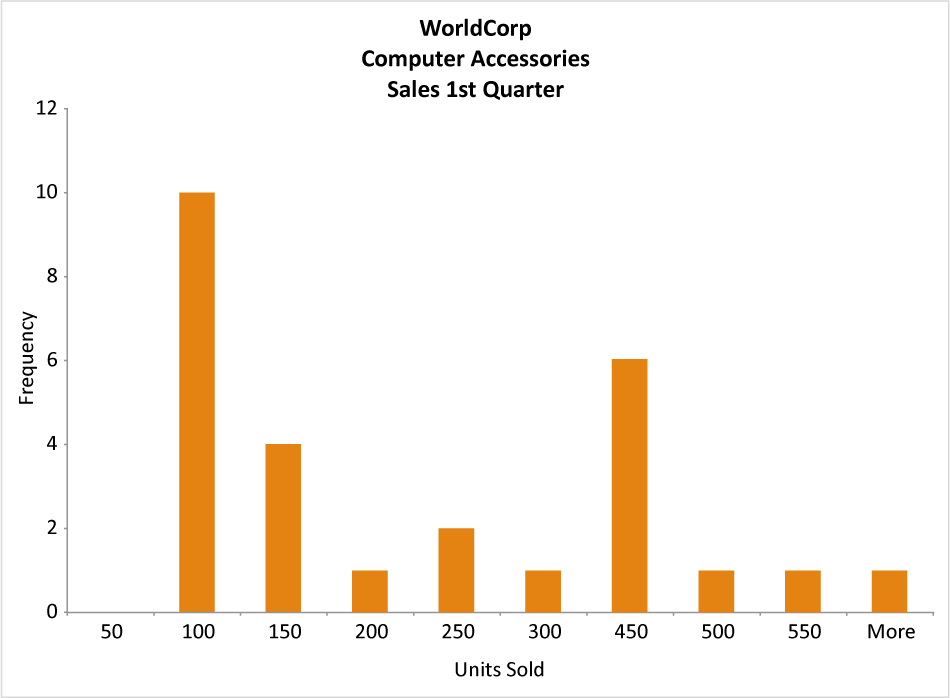 WorldCorp
Computer Accessories
Sales 1st Quarter
12
10
8
6
4
2
0
Frequency
50 100 150 200 250 300 450 500 550 More
Units Sold